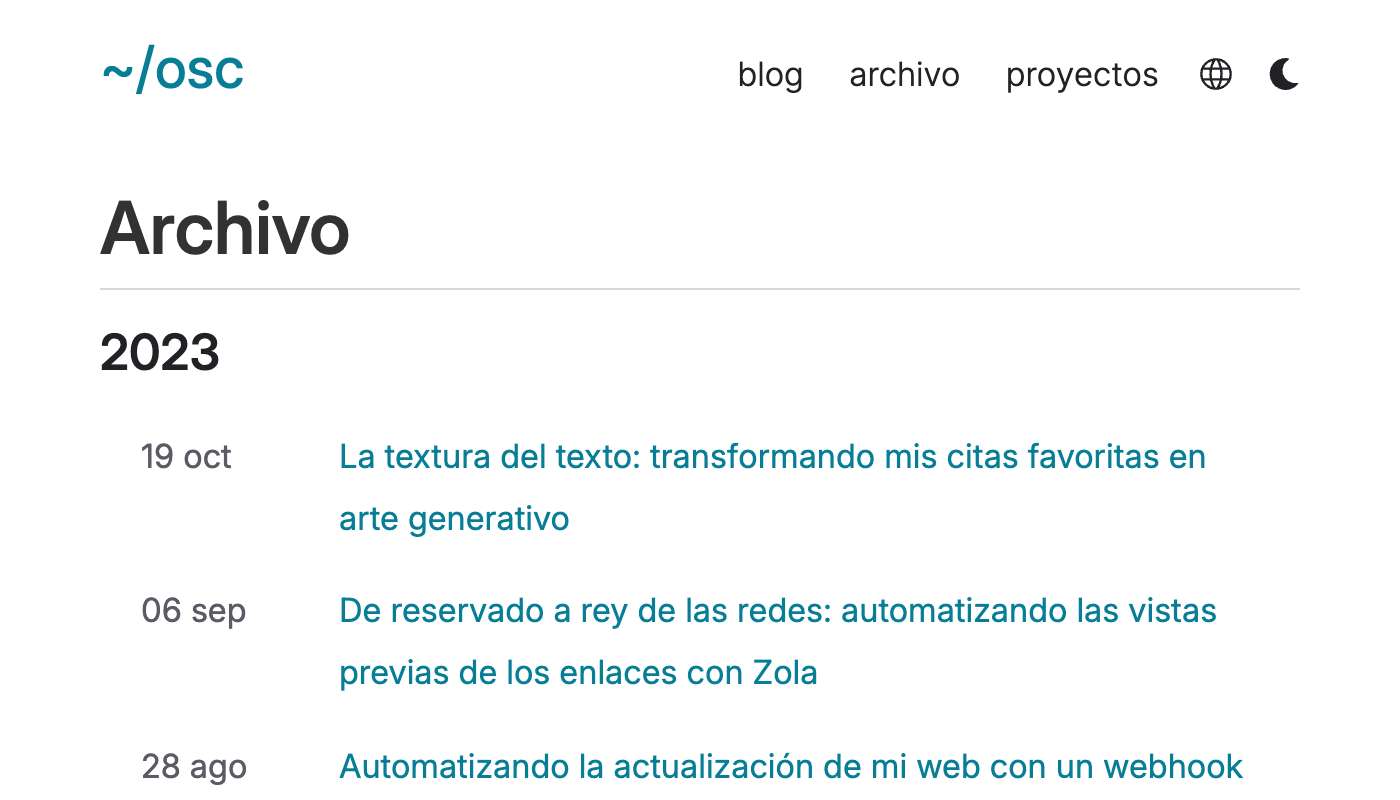 ~/osc
blog archivo proyectos
Archivo
2023
19 oct La textura del texto: transformando mis citas favoritas en
arte generativo
06 sep De reservado a rey de las redes: automatizando las vistas
previas de los enlaces con Zola
28 ago Automatizando la actualización de mi web con un webhook